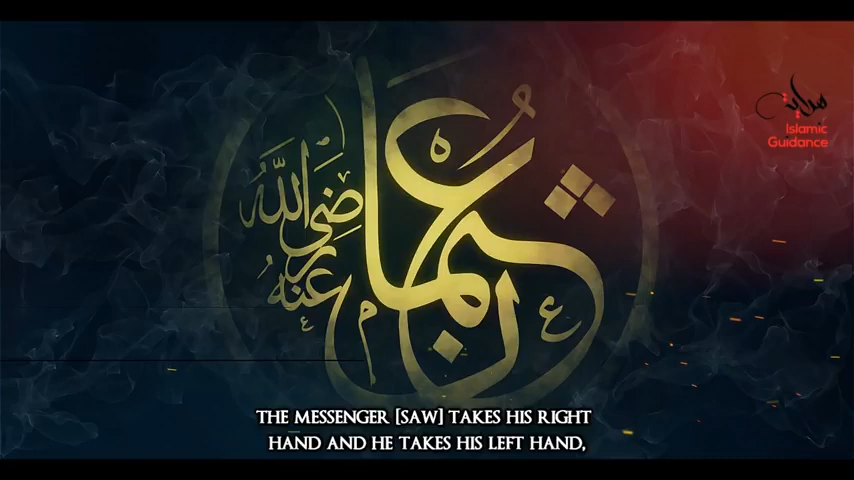 عثمان
رضي الله عنه
هداية
Islamic
Guidance
THE MESSENGER [SAW] TAKES HIS RIGHT
HAND AND HE TAKES HIS LEFT HAND,